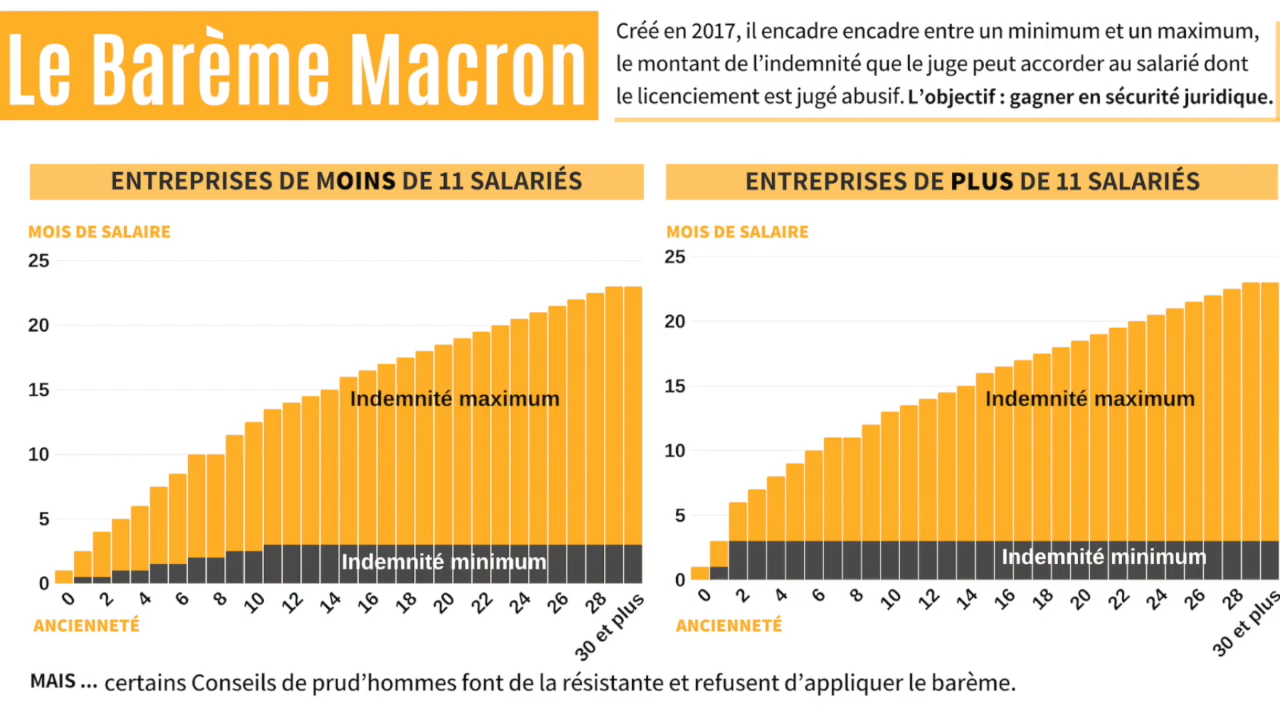 Le Barème Macron
Créé en 2017, il encadre encadre entre un minimum et un maximum,
le montant de l'indemnité que le juge peut accorder au salarié dont
le licenciement est jugé abusif. L'objectif : gagner en sécurité juridique.
ENTREPRISES DE MOINS DE 11 SALARIÉS
MOIS DE SALAIRE
25
20
15
10
5
0
Indemnité maximum
Indemnité minimum
0 2 4 6 8 10 12 14 16 18 20 22 24 26 28 30 et plus
ANCIENNETÉ
ENTREPRISES DE PLUS DE 11 SALARIÉS
MOIS DE SALAIRE
25
20
15
10
5
0
Indemnité maximum
Indemnité minimum
0 2 4 6 8 10 12 14 16 18 20 22 24 26 28 30 et plus
ANCIENNETÉ
MAIS ... certains Conseils de prud'hommes font de la résistante et refusent d'appliquer le barème.